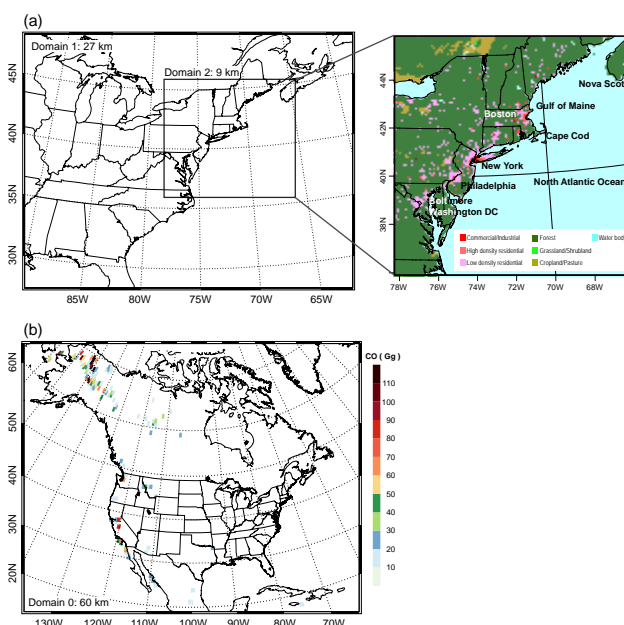 (a)
Domain 1: 27 km
Domain 2: 9 km
45N
40N
35N
30N
85W
80W
75W
70W
65W
44N
42N
40N
38N
Nova Scot
Gulf of Maine
Boston
Cape Cod
New York
North Atlantic Ocean
Philadelphia
Baltimore
Washington DC
Commercial/Industrial
Forest
Water body
High density residential
Grassland/Shrubland
Low density residential
Cropland/Pasture
78W
76W
74W
72W
70W
68W
(b)
60N
50N
40N
30N
20N
Domain 0: 60 km
130W
120W
110W
100W
90W
80W
70W
CO ( Gg )
110
100
90
80
70
60
50
40
30
20
10